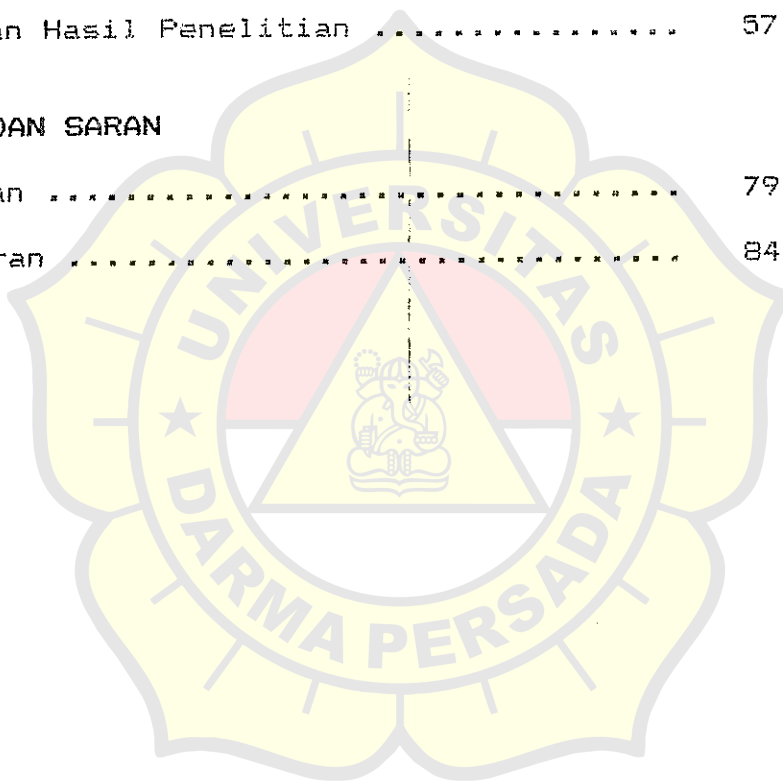 an Hasil Penelitian .................. 57
DAN SARAN
an .................................... 79
ran .................................... 84
UNIVERSITAS
DARMA PERSADA